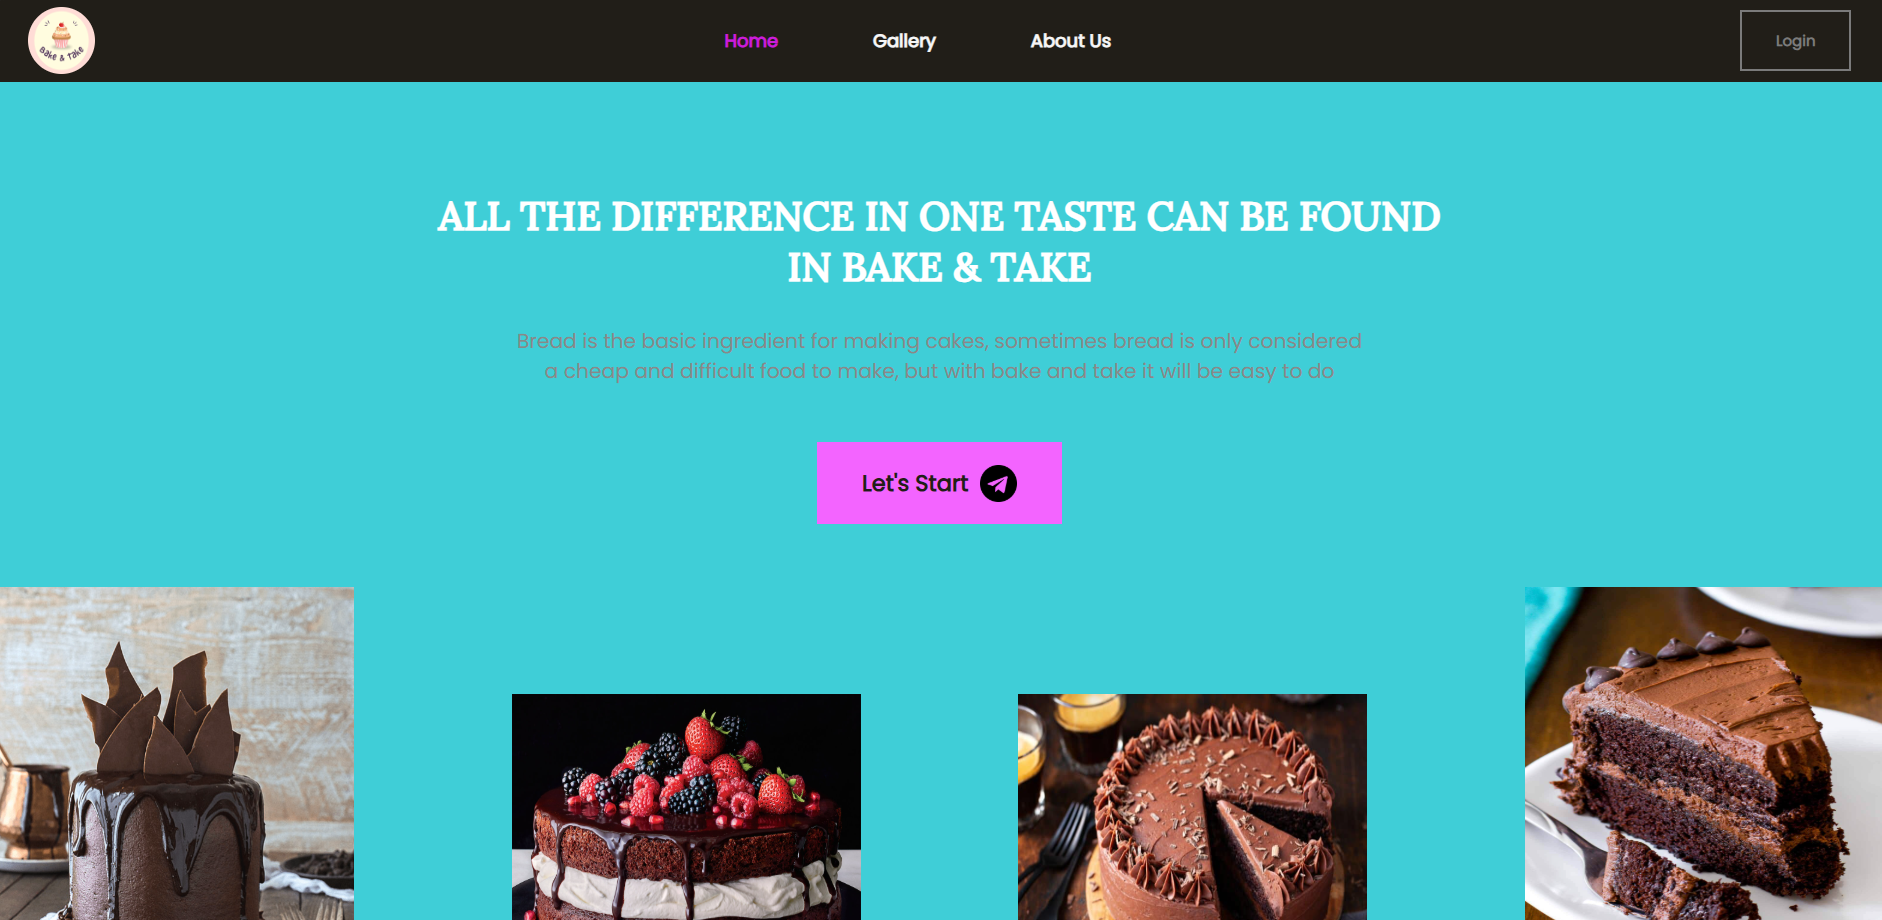 Bake & Take
Home
Gallery
About Us
Login
ALL THE DIFFERENCE IN ONE TASTE CAN BE FOUND
IN BAKE & TAKE
Bread is the basic ingredient for making cakes, sometimes bread is only considered
a cheap and difficult food to make, but with bake and take it will be easy to do
Let's Start